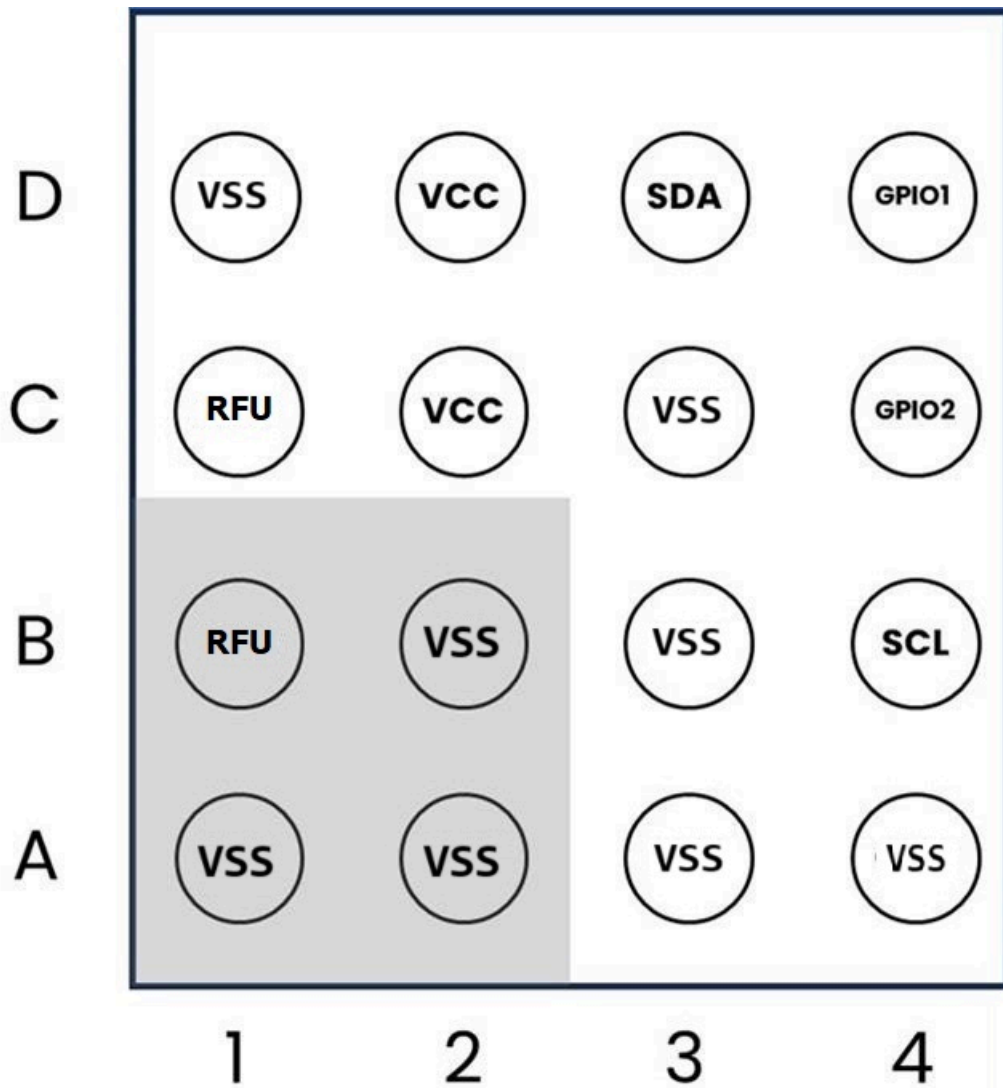 D VSS VCC SDA GPIO1
C RFU VCC VSS GPIO2
B RFU VSS VSS SCL
A VSS VSS VSS VSS
1 2 3 4